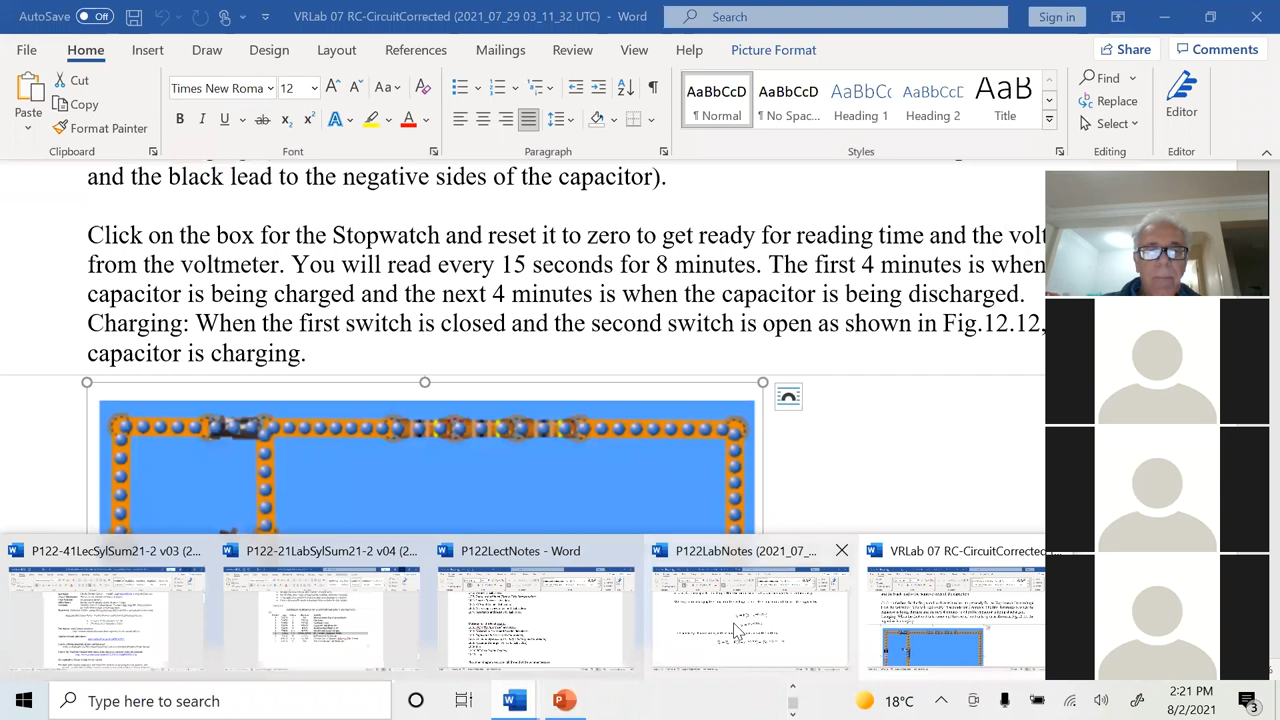 AutoSave Off VRLab 07 RC-CircuitCorrected (2021_07_29 03_11_32 UTC) - Word Search Sign in
File Home Insert Draw Design Layout References Mailings Review View Help Picture Format Share Comments
Paste Cut Copy Format Painter
Times New Roma 12
AaBbCcD AaBbCcD AaBbCc AaBbCcD AaB
¶ Normal ¶ No Spac... Heading 1 Heading 2 Title
Find Replace Select
Editor
Clipboard Font Paragraph Styles Editing Editor
and the black lead to the negative sides of the capacitor).
Click on the box for the Stopwatch and reset it to zero to get ready for reading time and the volt
from the voltmeter. You will read every 15 seconds for 8 minutes. The first 4 minutes is when
capacitor is being charged and the next 4 minutes is when the capacitor is being discharged.
Charging: When the first switch is closed and the second switch is open as shown in Fig.12.12,
capacitor is charging.
P122-41LecSylSum21-2 v03 (2... P122-21LabSylSum21-2 v04 (2... P122LectNotes - Word P122LabNotes (2021_07_... VRLab 07 RC-CircuitCorrected
Type here to search 18°C 2:21 PM
8/2/2021
3